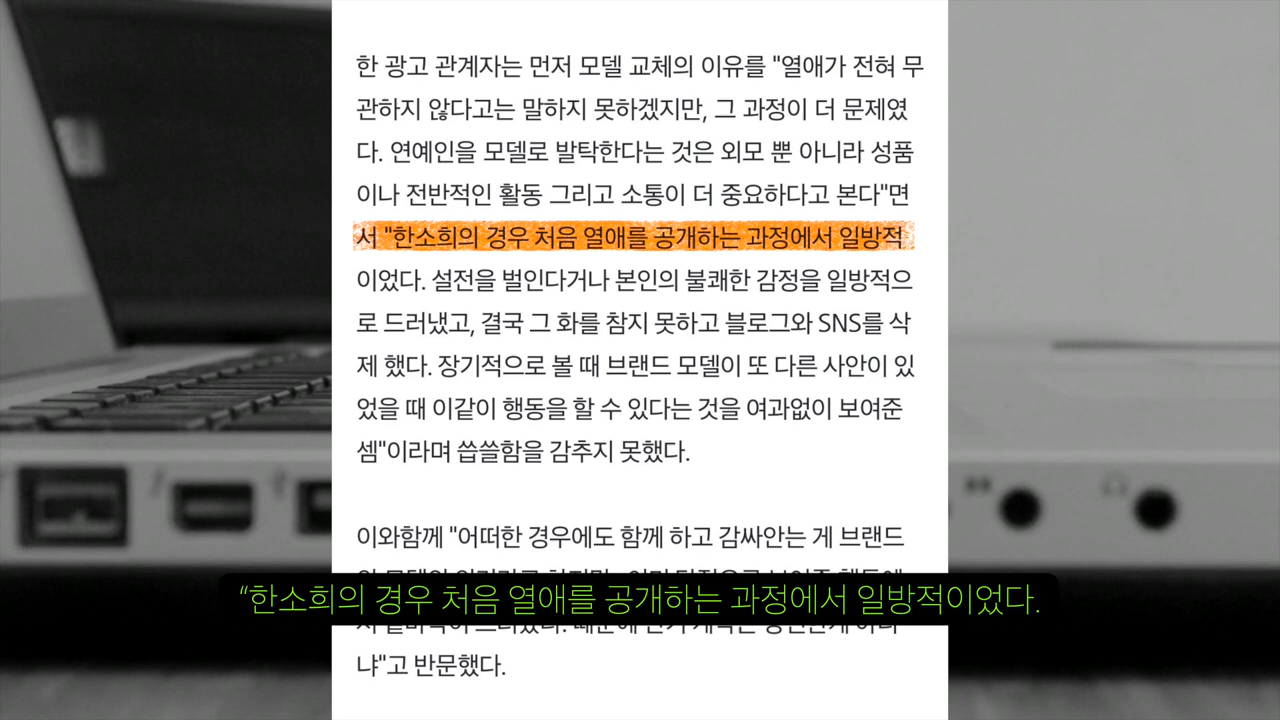 한 광고 관계자는 먼저 모델 교체의 이유를 "열애가 전혀 무
관하지 않다고는 말하지 못하겠지만, 그 과정이 더 문제였
다. 연예인을 모델로 발탁한다는 것은 외모 뿐 아니라 성품
이나 전반적인 활동 그리고 소통이 더 중요하다고 본다"면
서 "한소희의 경우 처음 열애를 공개하는 과정에서 일방적
이었다. 설전을 벌인다거나 본인의 불쾌한 감정을 일방적으
로 드러냈고, 결국 그 화를 참지 못하고 블로그와 SNS를 삭
제 했다. 장기적으로 볼 때 브랜드 모델이 또 다른 사안이 있
었을 때 이같이 행동을 할 수 있다는 것을 여과없이 보여준
셈"이라며 씁쓸함을 감추지 못했다.
이와함께 "어떠한 경우에도 함께 하고 감싸안는 게 브랜드
“한소희의 경우 처음 열애를 공개하는 과정에서 일방적이었다.
냐"고 반문했다.